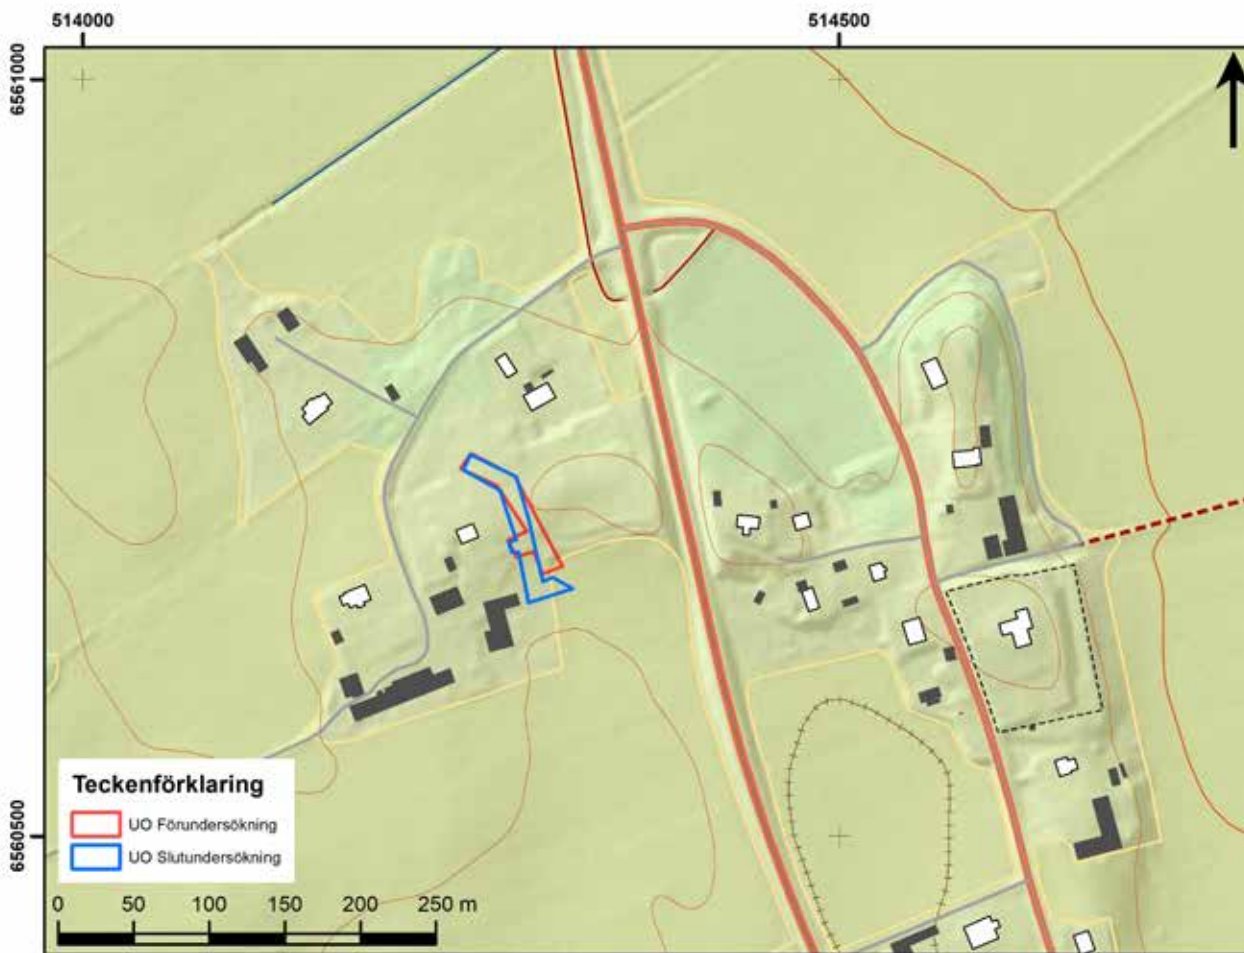 514000 514500
6561000
6560500
Teckenförklaring
UO Förundersökning
UO Slutundersökning
0 50 100 150 200 250 m